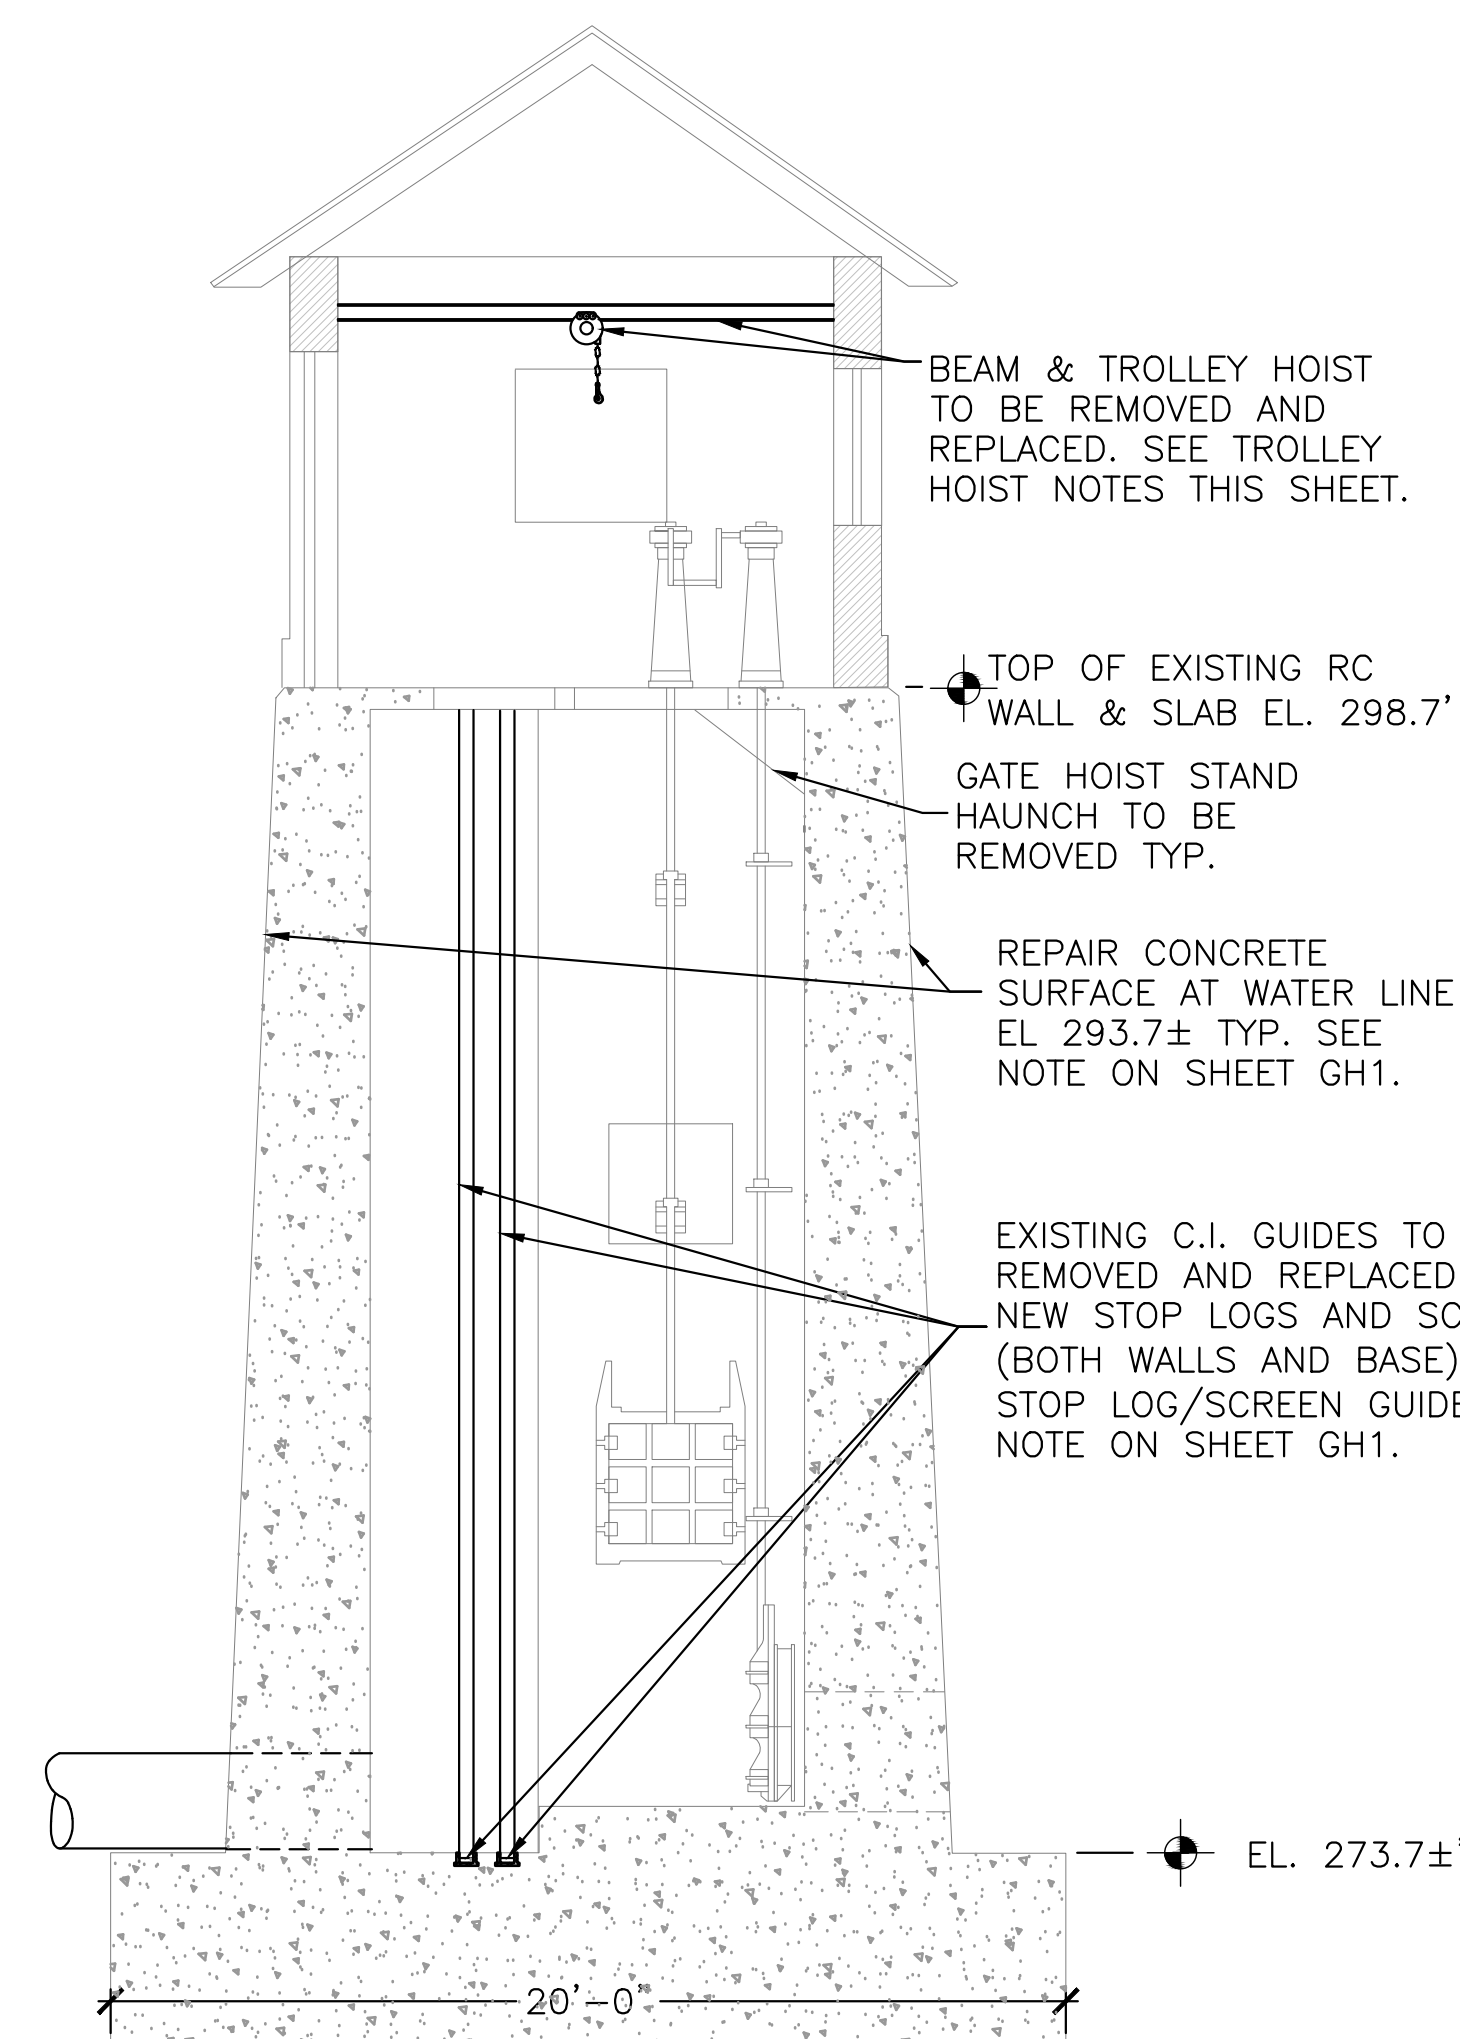 BEAM & TROLLEY HOIST
TO BE REMOVED AND
REPLACED. SEE TROLLEY
HOIST NOTES THIS SHEET.
TOP OF EXISTING RC
WALL & SLAB EL. 298.7'
GATE HOIST STAND
HAUNCH TO BE
REMOVED TYP.
REPAIR CONCRETE
SURFACE AT WATER LINE
EL 293.7± TYP. SEE
NOTE ON SHEET GH1.
EXISTING C.I. GUIDES TO
REMOVED AND REPLACED
NEW STOP LOGS AND
(BOTH WALLS AND BASE)
STOP LOG/SCREEN
NOTE ON SHEET GH1.
EL. 273.7±'
20'-0"